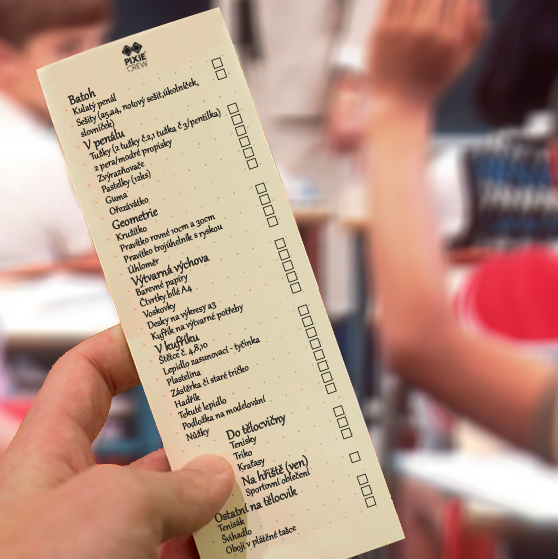 PIXIE
CREW
Batoh
Kulatý penál
Sešity (a5,a4, notový sešit,úkolníček,
slovníček)
V penálu
Tužky (2 tužky č.2,1 tužka č.3/pentilka)
2 pera/modré propisky
Zvýrazňovače
Pastelky (12ks)
Guma
Ořezávátko
Geometrie
Kružítko
Pravítko rovné 10cm a 30cm
Pravítko trojúhelník s ryskou
Úhloměr
Výtvarná výchova
Barevné papíry
Čtvrtky bílé A4
Voskovky
Desky na výkresy a3
Kufřík na výtvarné potřeby
V kufříku
Štětce č. 4,8,10
Lepidlo zasunovací - tyčinka
Plastelina
Zástěrka či staré tričko
Hadřík
Tekuté lepidlo
Podložka na modelování
Nůžky
Do tělocvičny
Tenisky
Triko
Kraťasy
Na hřiště (ven)
Sportovní oblečení
Ostatní na tělocvik
Tenisák
Švihadlo
Obojí v plátěné tašce